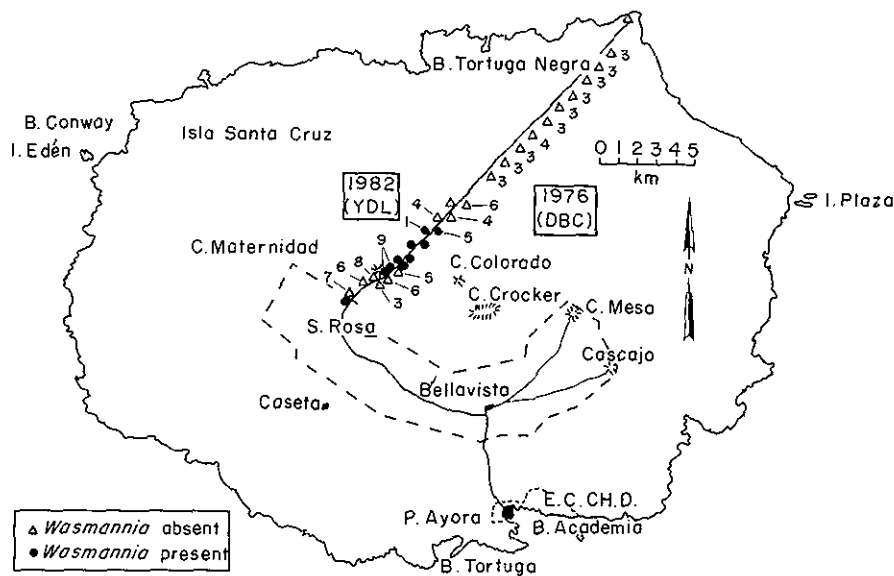 B. Tortuga Negra
3
3
3
3
3
3
3
4
3
3
3
B. Conway
I. Edén
Isla Santa Cruz
0 1 2 3 4 5
km
I. Plaza
1982
(YDL)
1976
(DBC)
4
6
4
1
5
C. Maternidad
9
8
6
7
5
6
3
C. Colorado
C. Crocker
N
C. Mesa
S. Rosa
Cascajo
Bellavista
Caseta
E. C. CH. D.
P. Ayora
B. Academia
B. Tortuga
Wasmannia absent
Wasmannia present